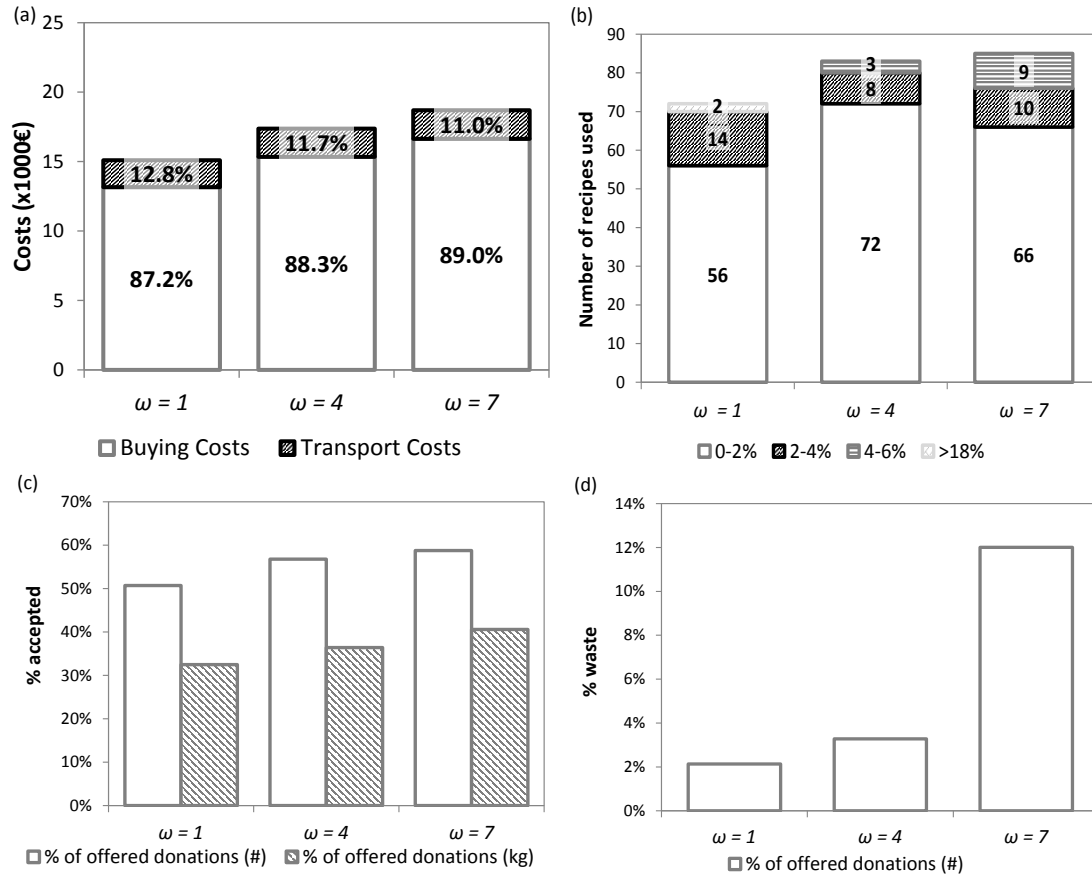 (a)
25
20
15
10
5
0
Costs (x1000€)
12.8%
87.2%
11.7%
88.3%
11.0%
89.0%
ω = 1
ω = 4
ω = 7
Buying Costs
Transport Costs
(b)
90
80
70
60
50
40
30
20
10
0
Number of recipes used
2
14
56
3
8
72
9
10
66
ω = 1
ω = 4
ω = 7
0-2%
2-4%
4-6%
>18%
(c)
70%
60%
50%
40%
30%
20%
10%
0%
% accepted
ω = 1
ω = 4
ω = 7
% of offered donations (#)
% of offered donations (kg)
(d)
14%
12%
10%
8%
6%
4%
2%
0%
% waste
ω = 1
ω = 4
ω = 7
% of offered donations (#)